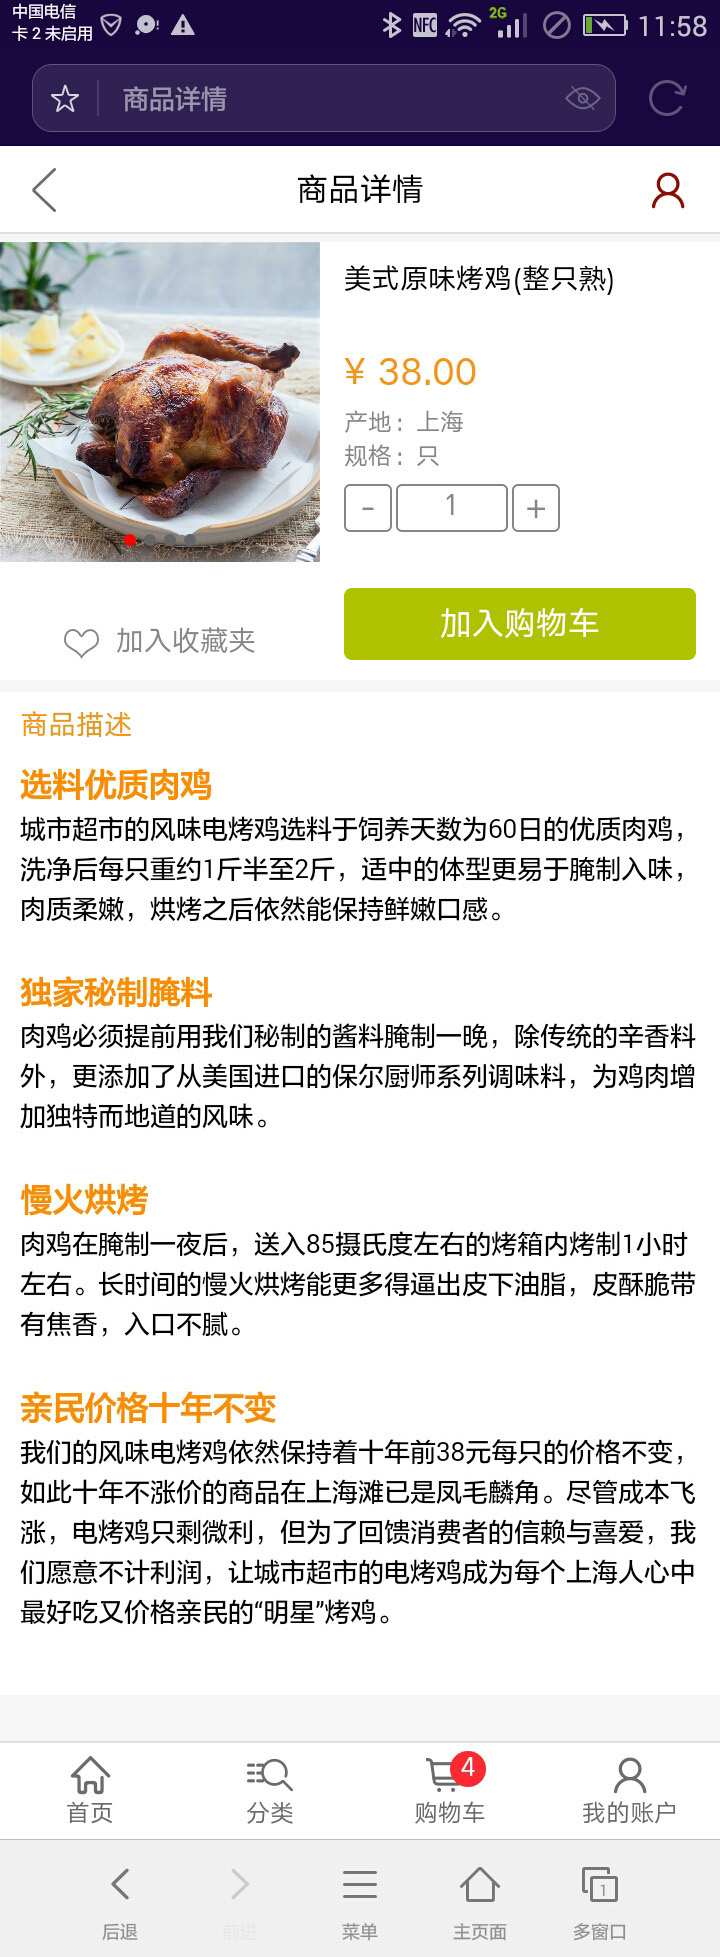 中国电信
卡 2 未启用
NFC
2G
11:58
商品详情
商品详情
美式原味烤鸡(整只熟)
¥ 38.00
产地：上海
规格：只
- 1 +
加入收藏夹
加入购物车
商品描述
选料优质肉鸡
城市超市的风味电烤鸡选料于饲养天数为60日的优质肉鸡，
洗净后每只重约1斤半至2斤，适中的体型更易于腌制入味，
肉质柔嫩，烘烤之后依然能保持鲜嫩口感。
独家秘制腌料
肉鸡必须提前用我们秘制的酱料腌制一晚，除传统的辛香料
外，更添加了从美国进口的保尔厨师系列调味料，为鸡肉增
加独特而地道的风味。
慢火烘烤
肉鸡在腌制一夜后，送入85摄氏度左右的烤箱内烤制1小时
左右。长时间的慢火烘烤能更多得逼出皮下油脂，皮酥脆带
有焦香，入口不腻。
亲民价格十年不变
我们的风味电烤鸡依然保持着十年前38元每只的价格不变，
如此十年不涨价的商品在上海滩已是凤毛麟角。尽管成本飞
涨，电烤鸡只剩微利，但为了回馈消费者的信赖与喜爱，我
们愿意不计利润，让城市超市的电烤鸡成为每个上海人心中
最好吃又价格亲民的“明星”烤鸡。
4
首页 分类 购物车 我的账户
1
后退 前进 菜单 主页面 多窗口